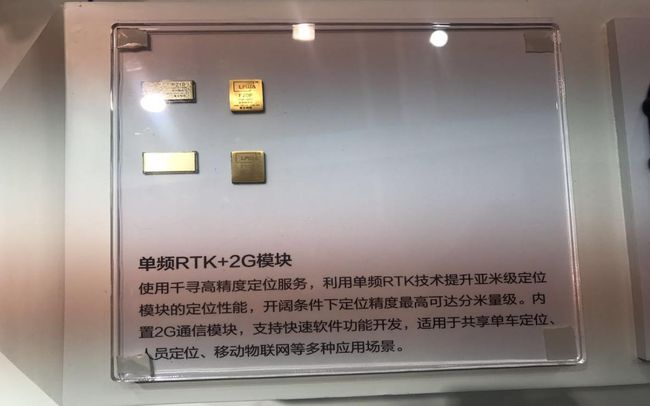 单频RTK+2G模块
使用千寻高精度定位服务，利用单频RTK技术提升亚米级定位
模块的定位性能，开阔条件下定位精度最高可达分米量级。内
置2G通信模块，支持快速软件功能开发，适用于共享单车定位、
人员定位、移动物联网等多种应用场景。